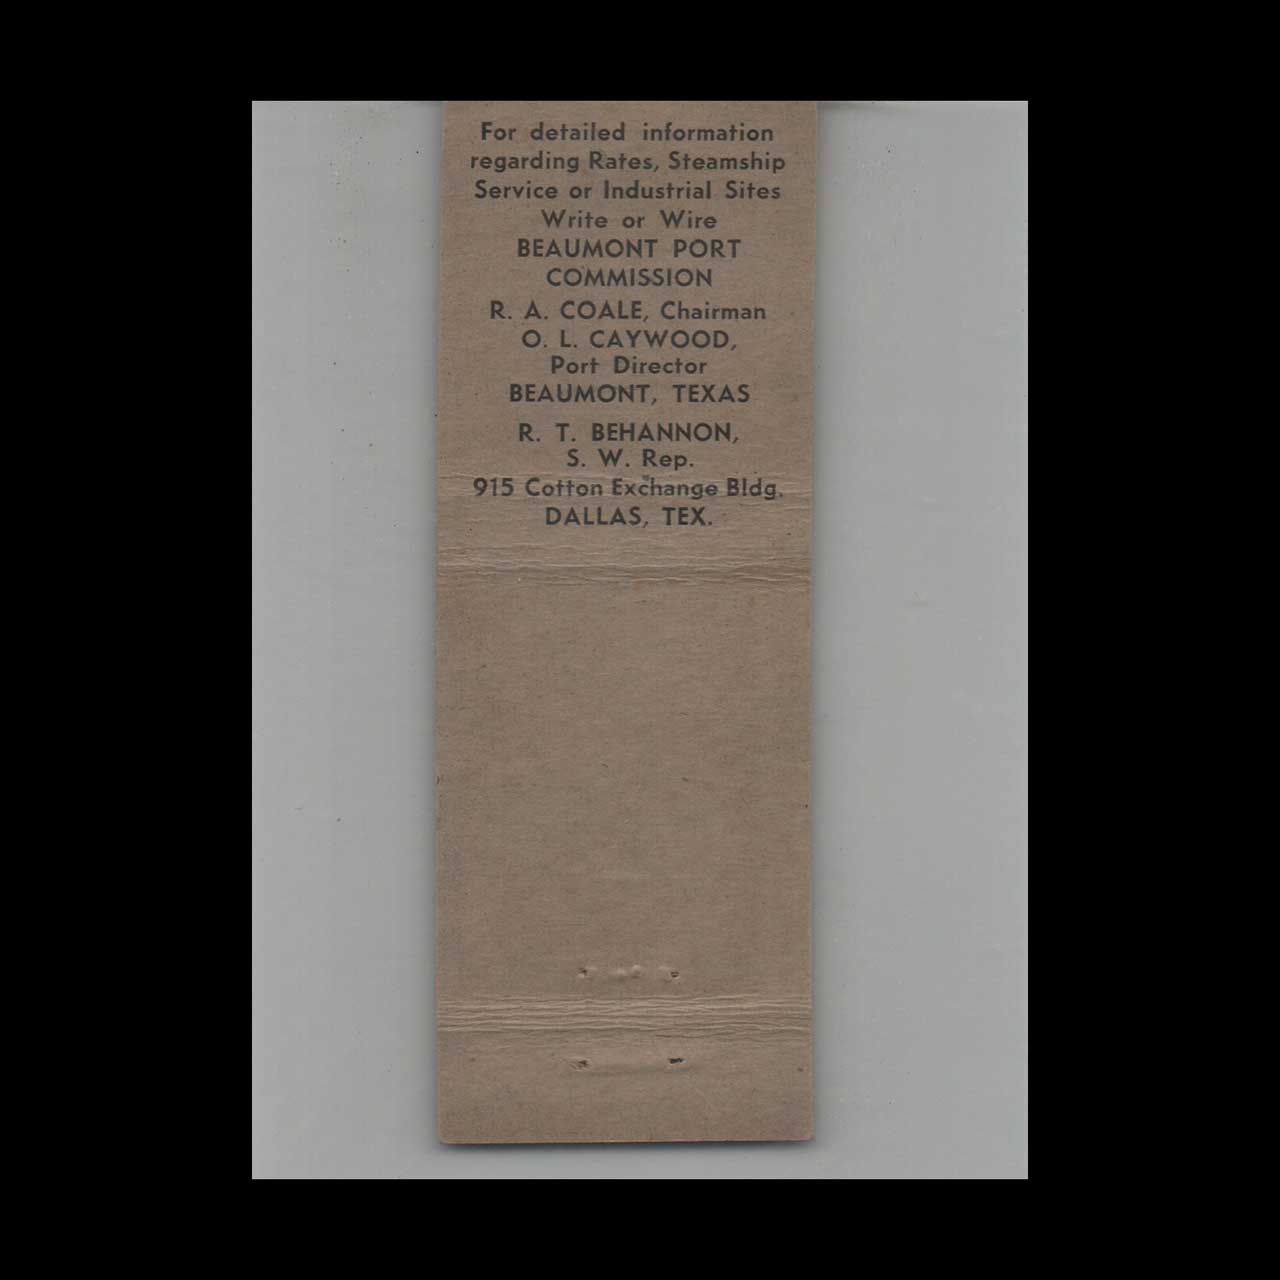 For detailed information
regarding Rates, Steamship
Service or Industrial Sites
Write or Wire
BEAUMONT PORT
COMMISSION
R. A. COALE, Chairman
O. L. CAYWOOD,
Port Director
BEAUMONT, TEXAS
R. T. BEHANNON,
S. W. Rep.
915 Cotton Exchange Bldg.
DALLAS, TEX.